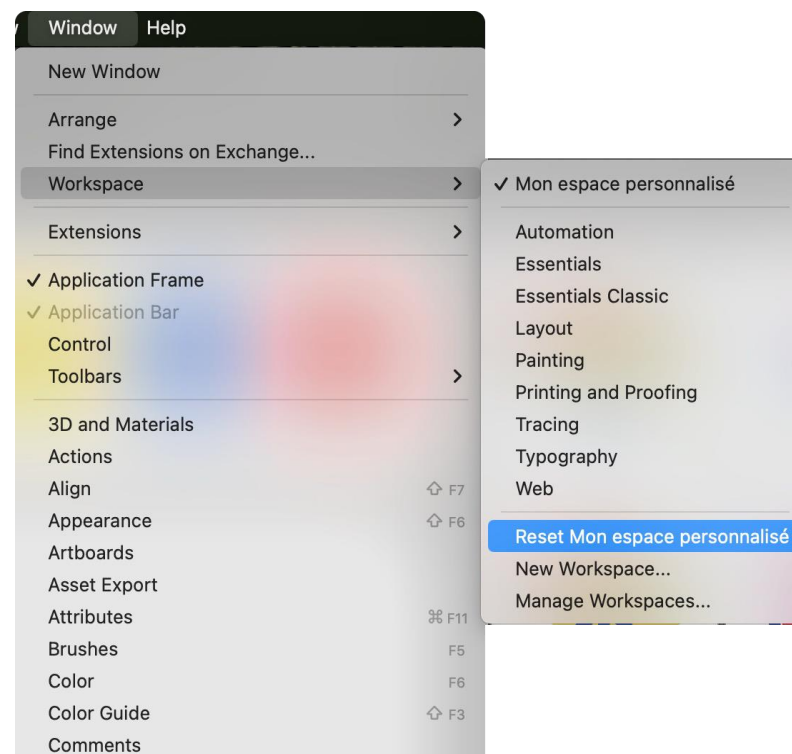 Window Help
New Window
Arrange
Find Extensions on Exchange...
Workspace
Extensions
✓ Application Frame
✓ Application Bar
Control
Toolbars
3D and Materials
Actions
Align ⇧ F7
Appearance ⇧ F6
Artboards
Asset Export
Attributes ⌘ F11
Brushes F5
Color F6
Color Guide ⇧ F3
Comments
✓ Mon espace personnalisé
Automation
Essentials
Essentials Classic
Layout
Painting
Printing and Proofing
Tracing
Typography
Web
Reset Mon espace personnalisé
New Workspace...
Manage Workspaces...